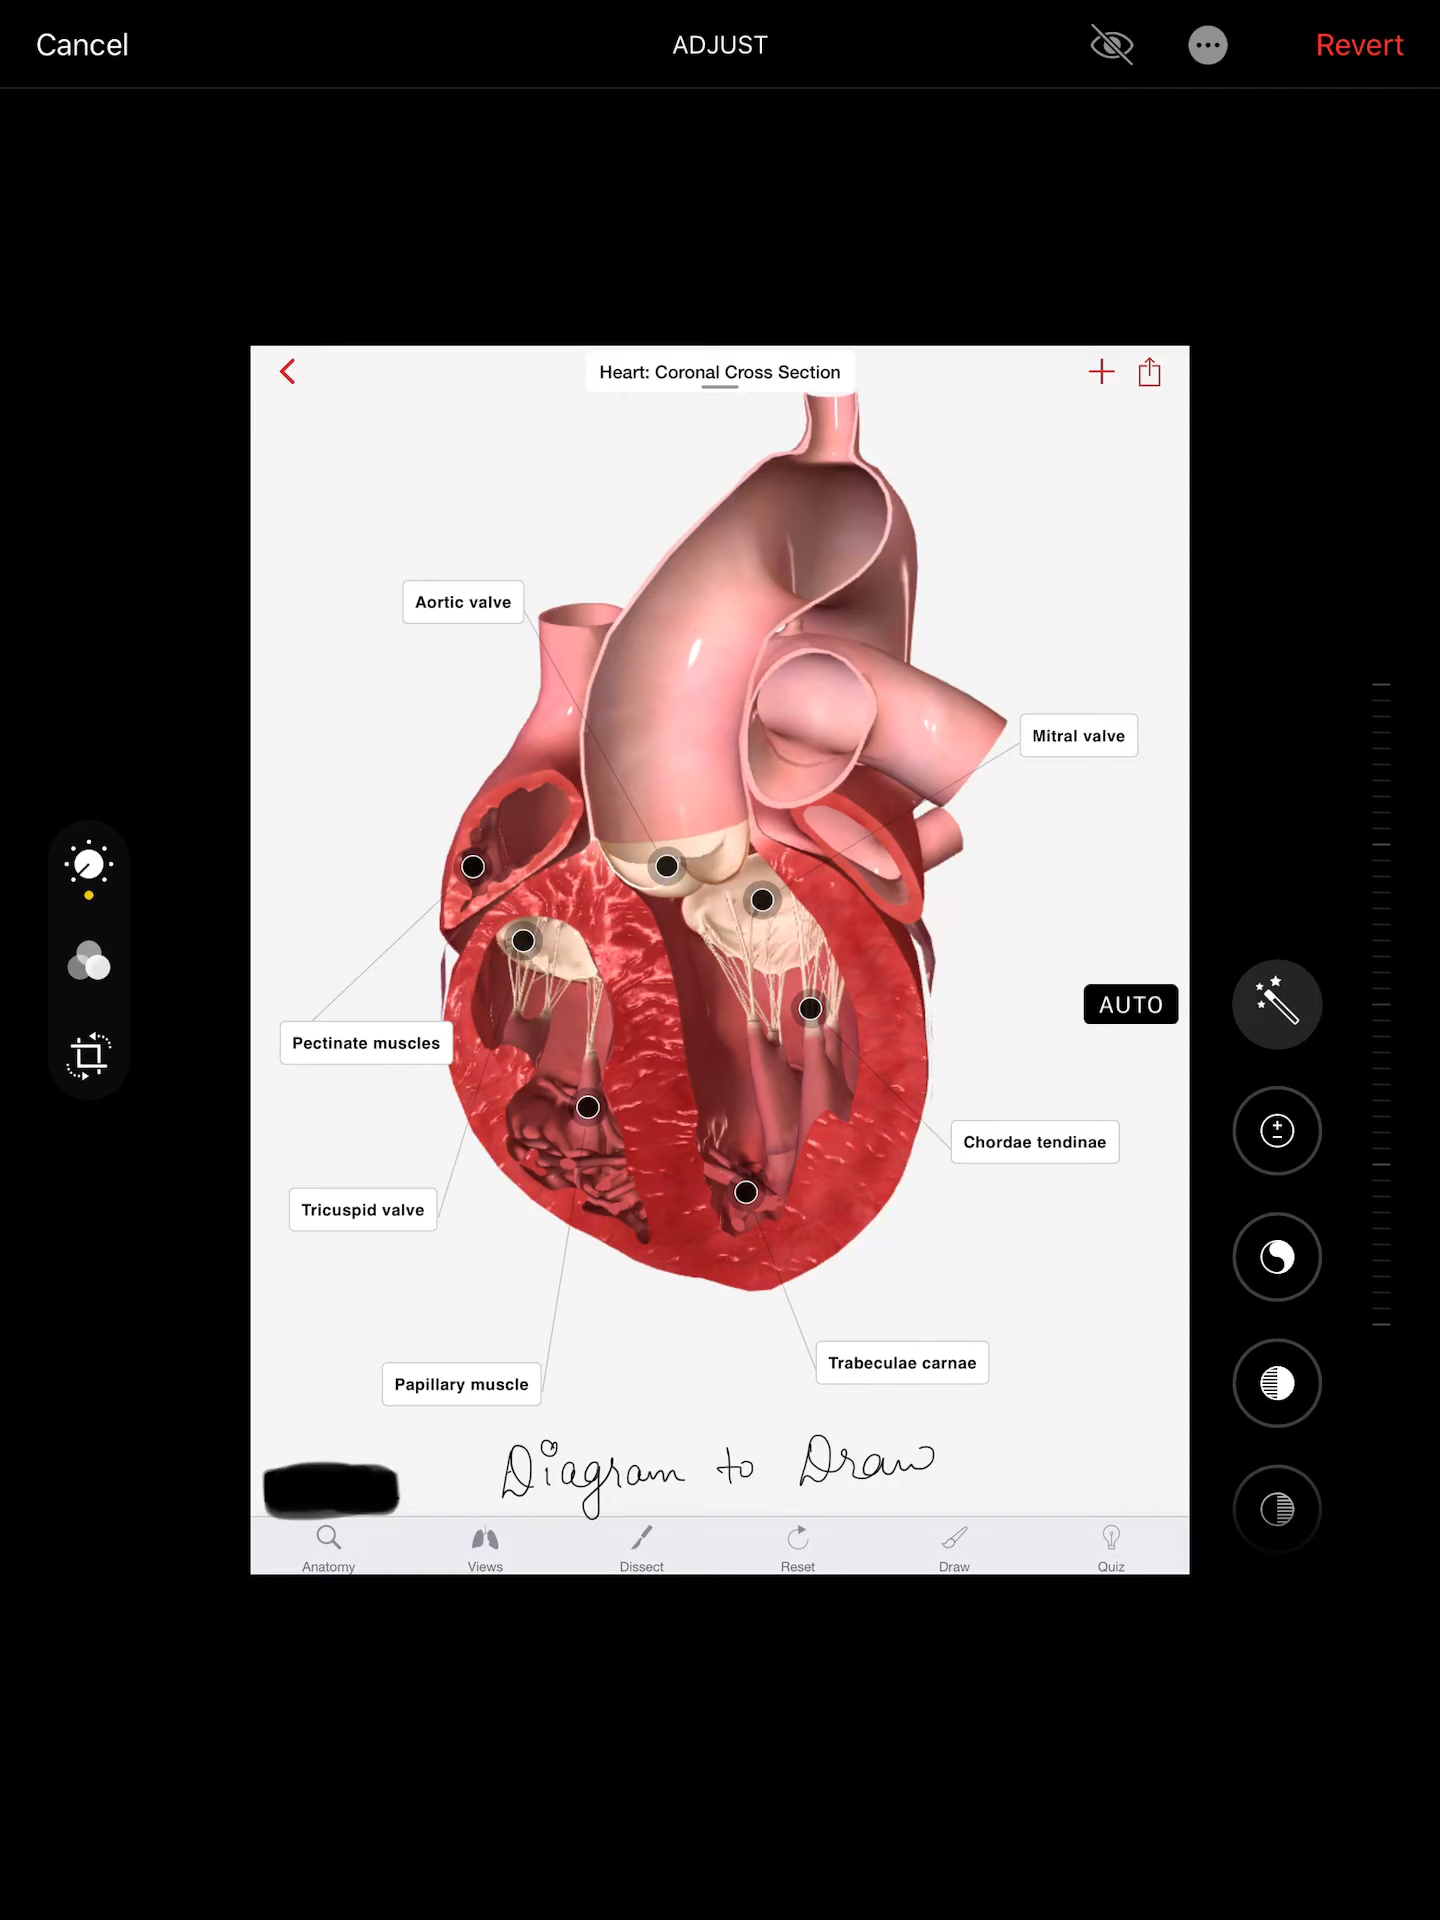 Cancel
ADJUST
Revert
Heart: Coronal Cross Section
Aortic valve
Mitral valve
AUTO
Pectinate muscles
Chordae tendinae
Tricuspid valve
Trabeculae carnae
Papillary muscle
Diagram to Draw
Anatomy
Views
Dissect
Reset
Draw
Quiz